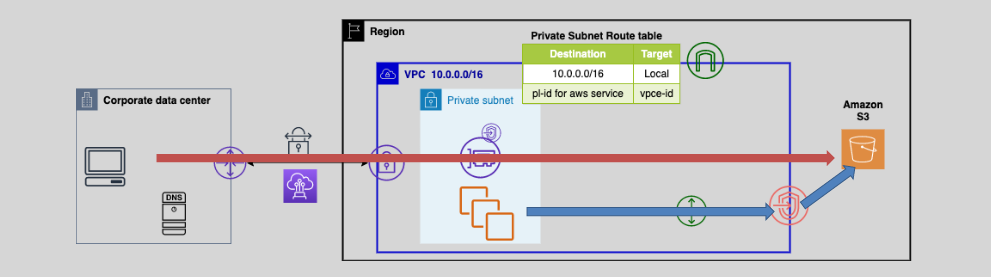 Region
Private Subnet Route table
Destination Target
10.0.0.0/16 Local
pl-id for aws service vpce-id
VPC 10.0.0.0/16
Corporate data center
Private subnet
Amazon
S3
DNS